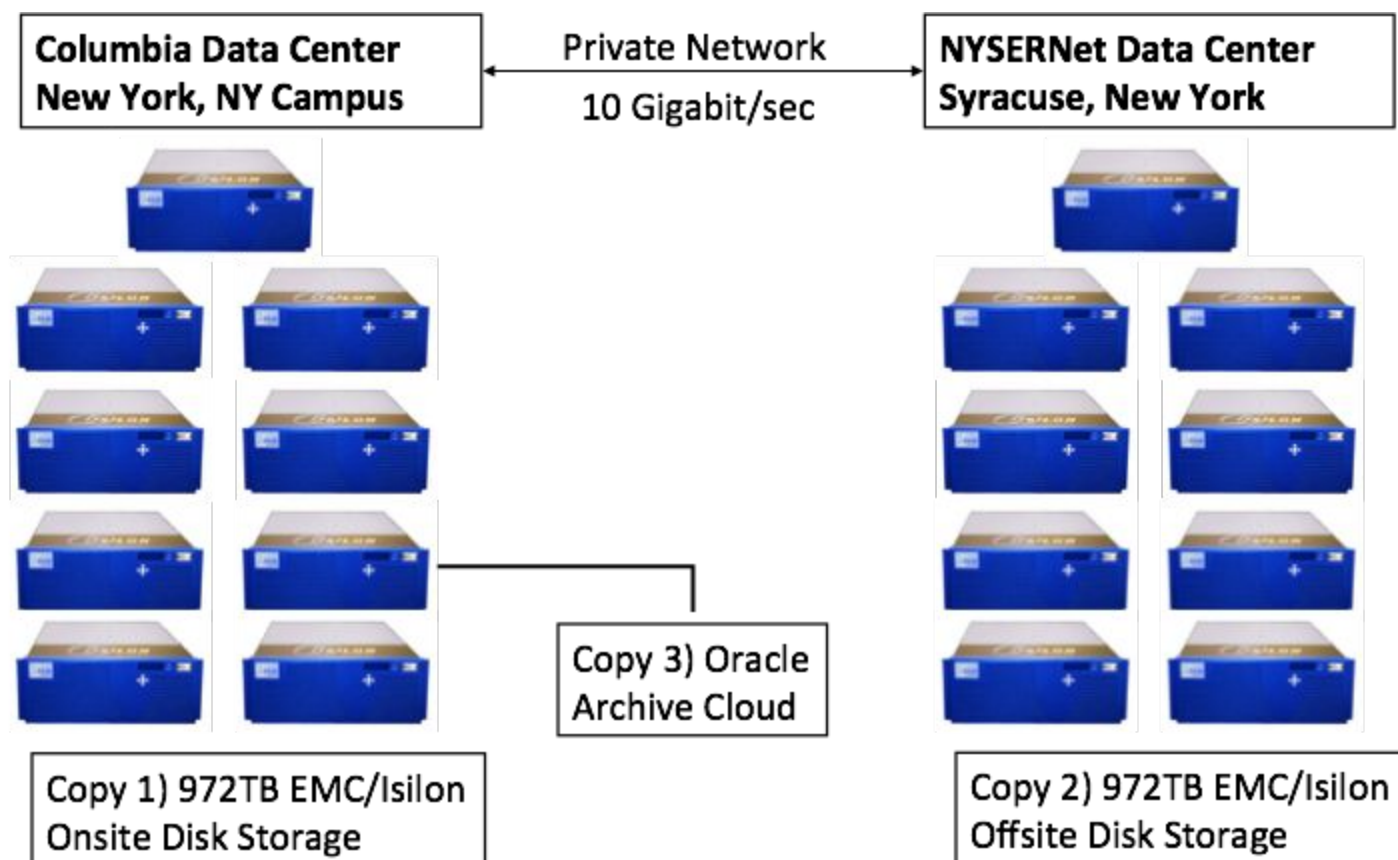 Columbia Data Center
New York, NY Campus
Private Network
10 Gigabit/sec
NYSERNet Data Center
Syracuse, New York
Copy 3) Oracle
Archive Cloud
Copy 1) 972TB EMC/Isilon
Onsite Disk Storage
Copy 2) 972TB EMC/Isilon
Offsite Disk Storage